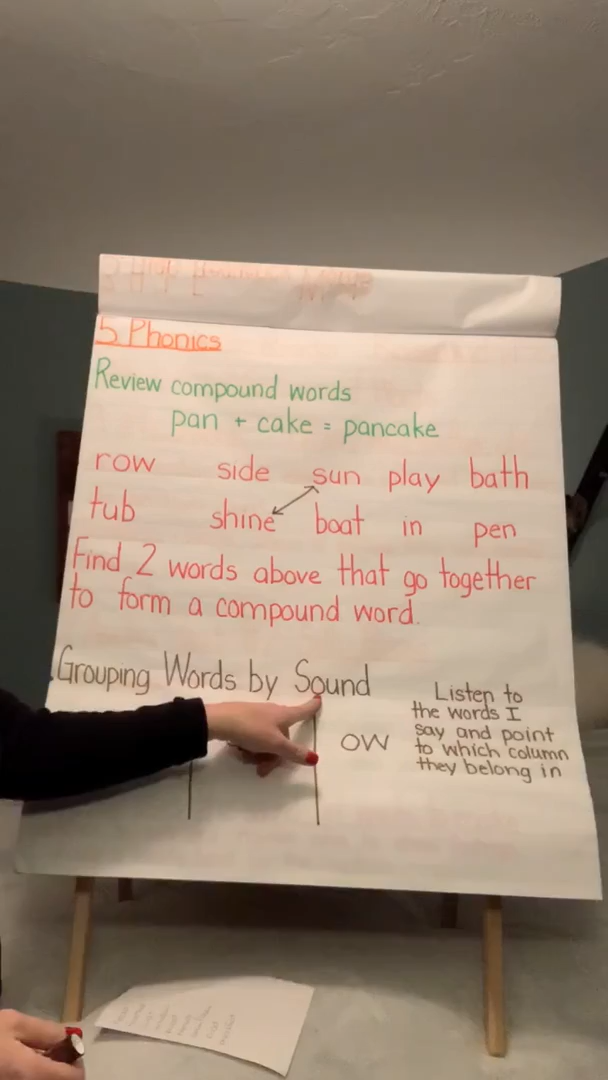 5 Phonics
Review compound words
pan + cake = pancake
row side sun play bath
tub shine boat in pen
Find 2 words above that go together
to form a compound word.
Grouping Words by Sound
ow
Listen to
the words I
say and point
to which column
they belong in